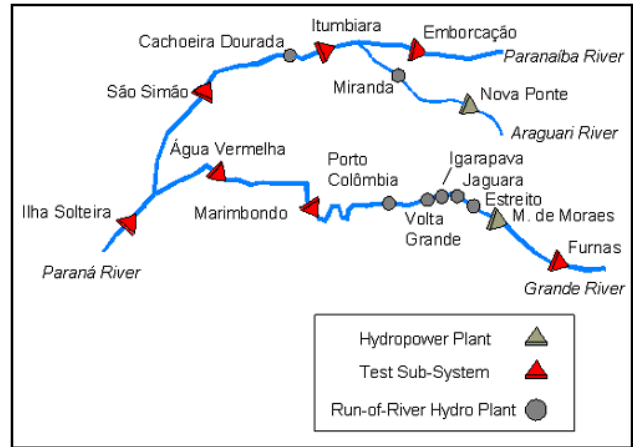 Itumbiara
Emborcação
Cachoeira Dourada
Paranaíba River
Miranda
Nova Ponte
São Simão
Araguari River
Água Vermelha
Porto
Colômbia
Igarapava
Jaguara
Estreito
Ilha Solteira
Marimbondo
Volta
Grande
M. de Moraes
Furnas
Paraná River
Grande River
Hydropower Plant
Test Sub-System
Run-of-River Hydro Plant